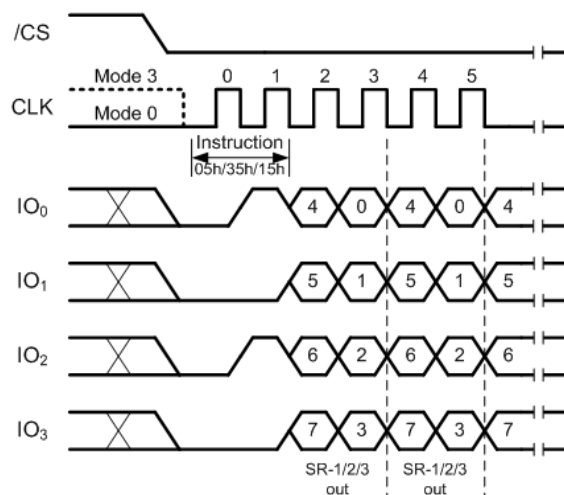 /CS
Mode 3
0 1 2 3 4 5
CLK
Mode 0
Instruction
05h/35h/15h
IO0 4 0 4 0 4
IO1 5 1 5 1 5
IO2 6 2 6 2 6
IO3 7 3 7 3 7
SR-1/2/3 SR-1/2/3
out out